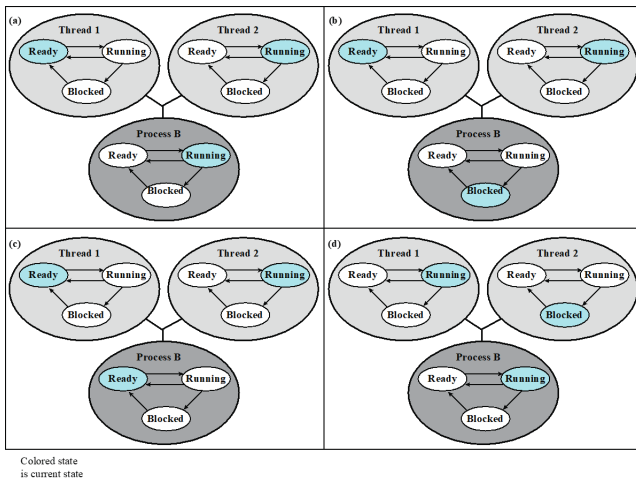 (a)
Thread 1
Ready
Running
Blocked
Thread 2
Ready
Running
Blocked
Process B
Ready
Running
Blocked
(b)
Thread 1
Ready
Running
Blocked
Thread 2
Ready
Running
Blocked
Process B
Ready
Running
Blocked
(c)
Thread 1
Ready
Running
Blocked
Thread 2
Ready
Running
Blocked
Process B
Ready
Running
Blocked
(d)
Thread 1
Ready
Running
Blocked
Thread 2
Ready
Running
Blocked
Process B
Ready
Running
Blocked
Colored state
is current state